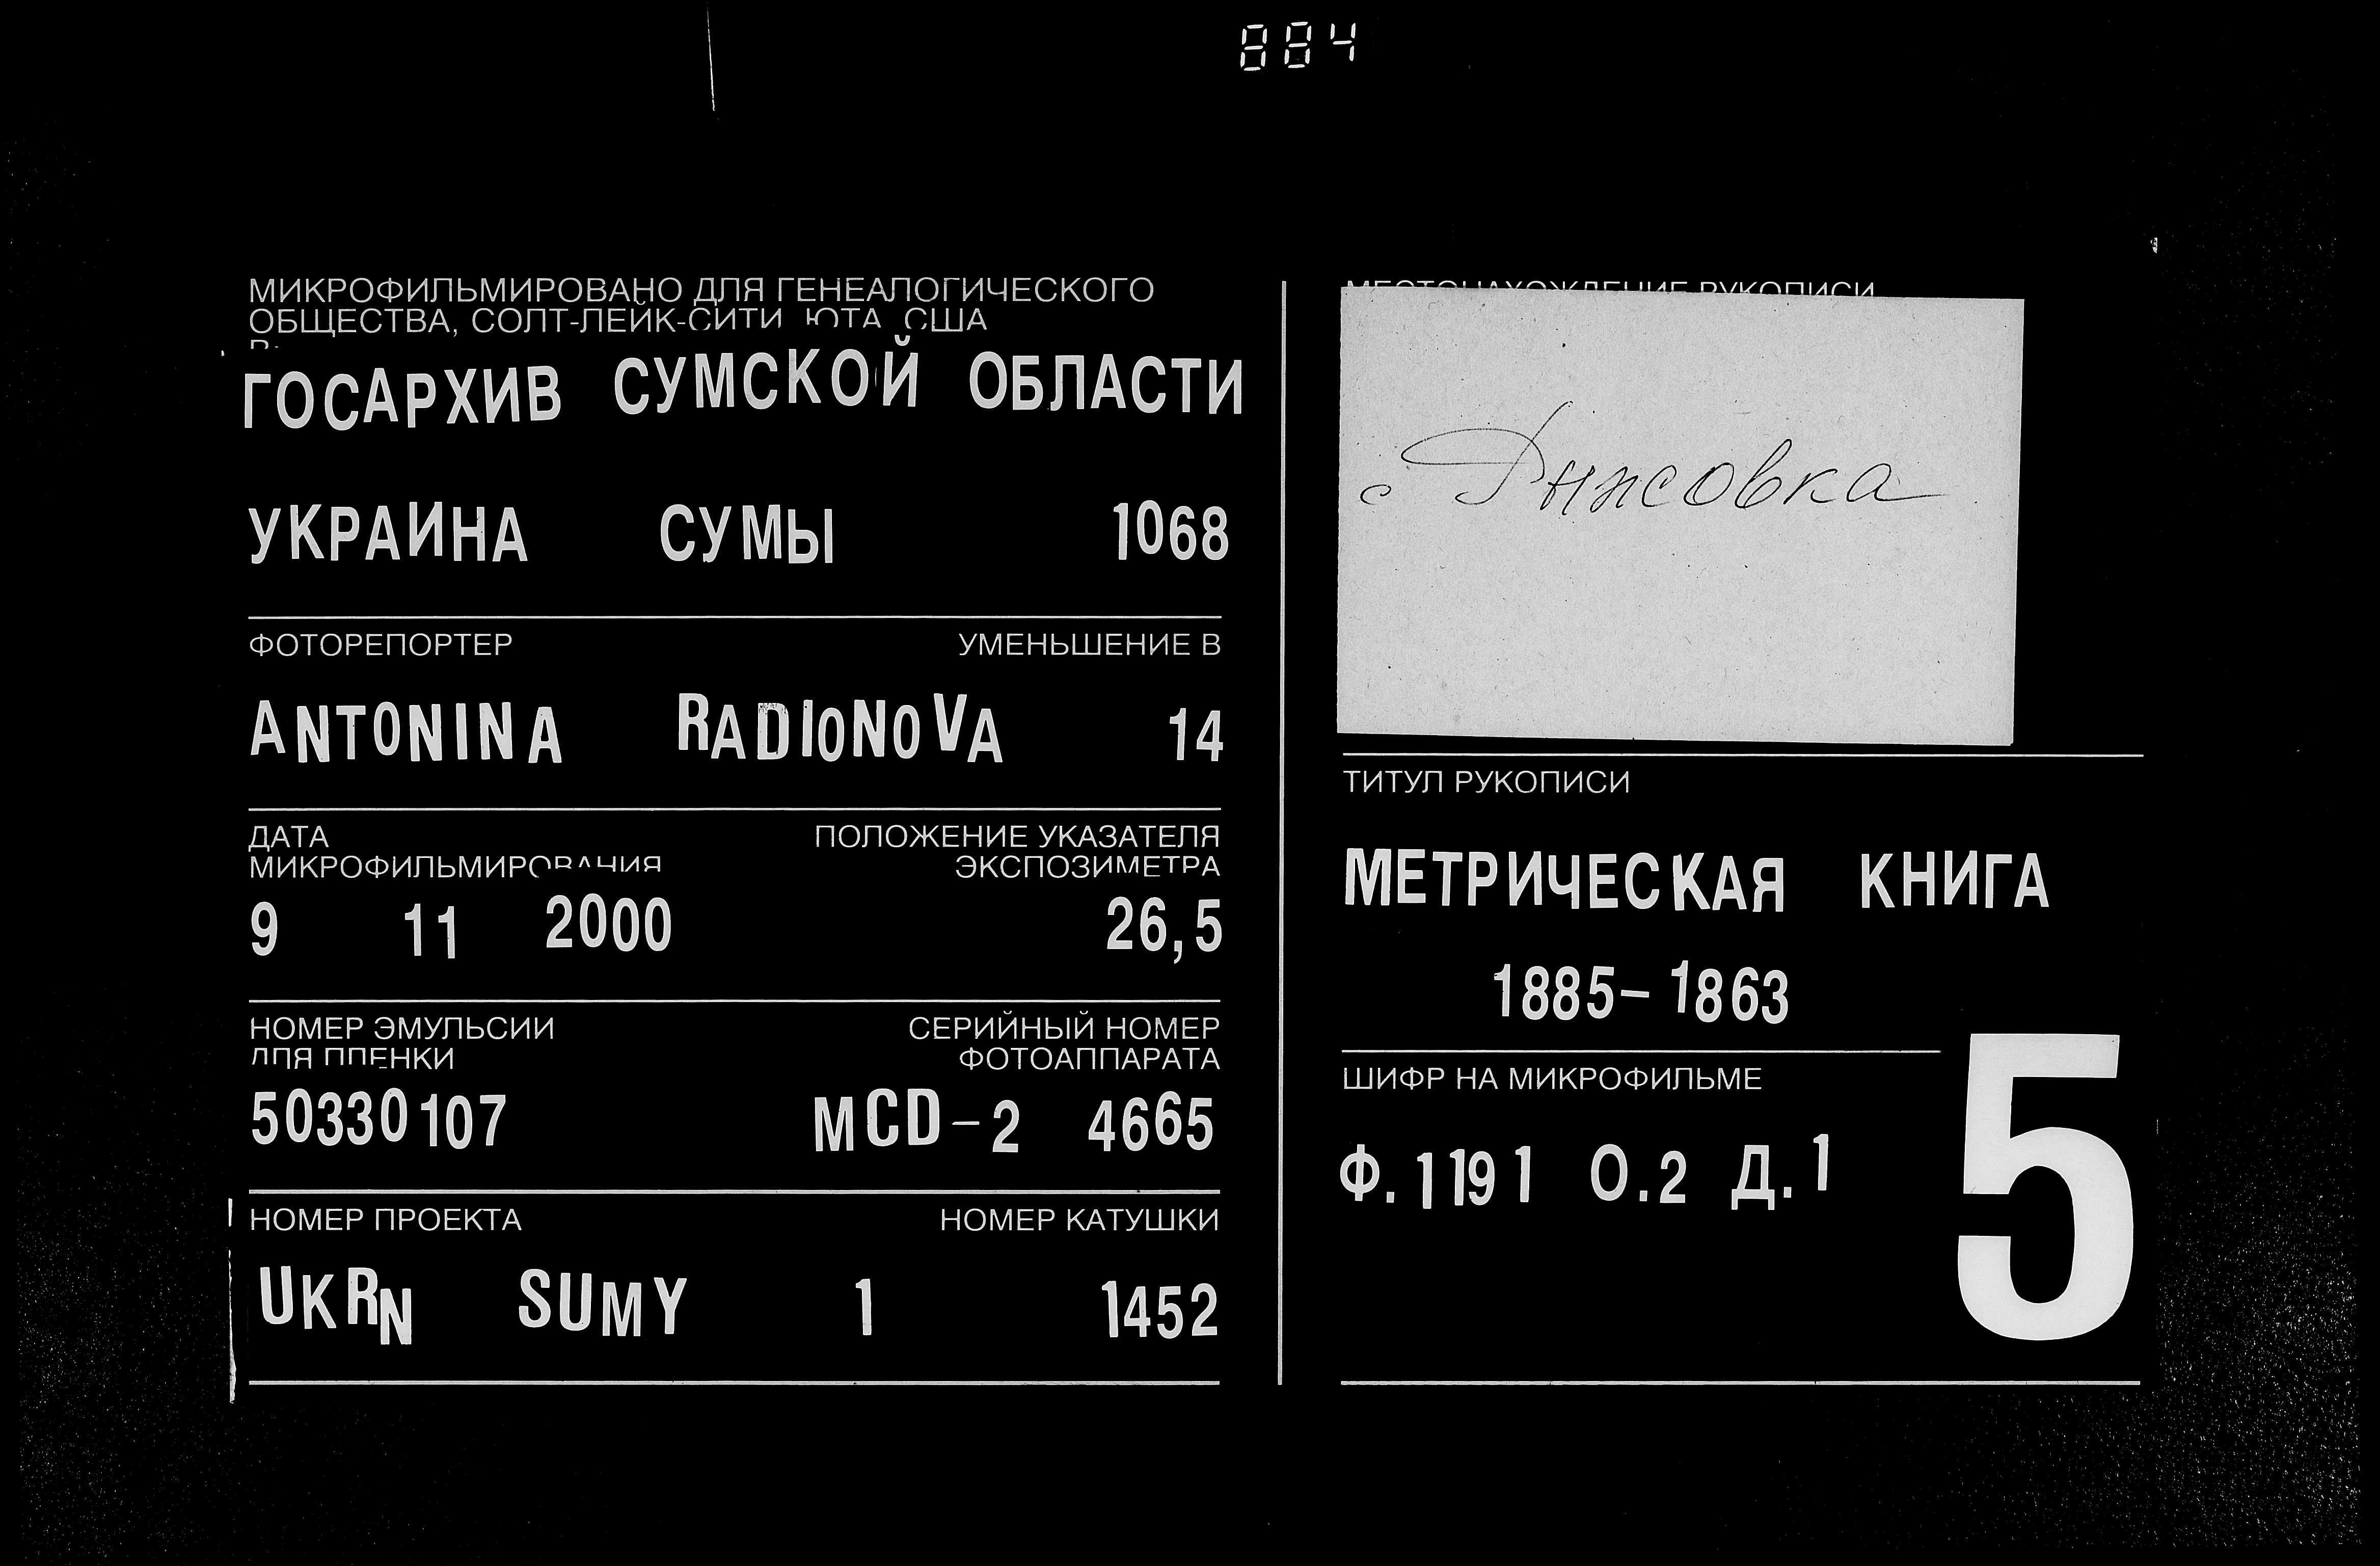 884
МИКРОФИЛЬМИРОВАНО ДЛЯ ГЕНЕАЛОГИЧЕСКОГО
ОБЩЕСТВА, СОЛТ-ЛЕЙК-СИТИ, ЮТА, США
ГОСАРХИВ СУМСКОЙ ОБЛАСТИ
УКРАИНА СУМЫ 1068
ФОТОРЕПОРТЕР УМЕНЬШЕНИЕ В
ANTONINA RADIONOVA 14
ДАТА ПОЛОЖЕНИЕ УКАЗАТЕЛЯ
МИКРОФИЛЬМИРОВАНИЯ ЭКСПОЗИМЕТРА
9 11 2000 26,5
НОМЕР ЭМУЛЬСИИ СЕРИЙНЫЙ НОМЕР
ДЛЯ ПЛЕНКИ ФОТОАППАРАТА
50330107 MCD-2 4665
НОМЕР ПРОЕКТА НОМЕР КАТУШКИ
UKRN SUMY 1 1452
МЕСТОНАХОЖДЕНИЕ РУКОПИСИ
с Рыжовка
ТИТУЛ РУКОПИСИ
МЕТРИЧЕСКАЯ КНИГА
1885-1863
ШИФР НА МИКРОФИЛЬМЕ
Ф.1191 О.2 Д.1
5